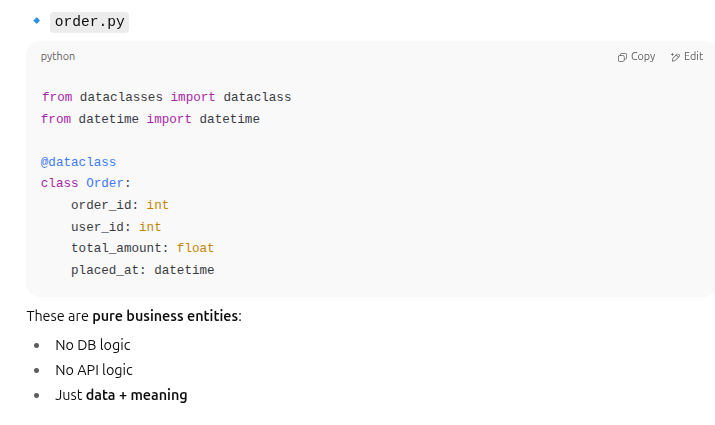 order.py
python
Copy
Edit
from dataclasses import dataclass
from datetime import datetime

@dataclass
class Order:
    order_id: int
    user_id: int
    total_amount: float
    placed_at: datetime

These are pure business entities:
• No DB logic
• No API logic
• Just data + meaning